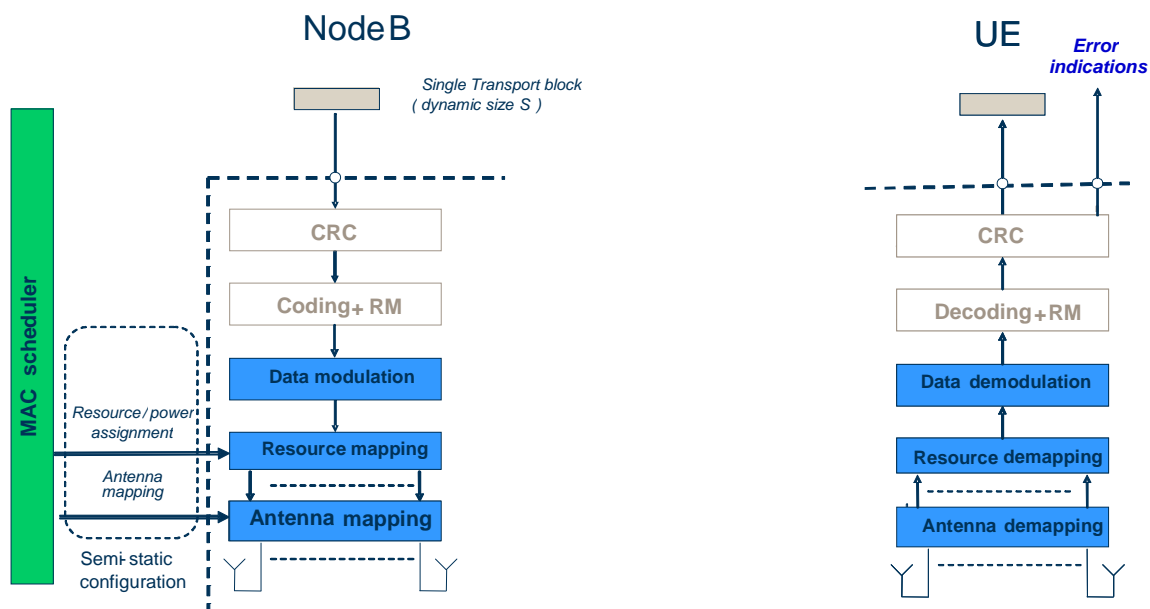 Node B
UE
Error
indications
Single Transport block
( dynamic size S )
MAC scheduler
CRC
Coding+ RM
Data modulation
Resource / power
assignment
Resource mapping
Antenna
mapping
Antenna mapping
Semi-static
configuration
CRC
Decoding+RM
Data demodulation
Resource demapping
Antenna demapping